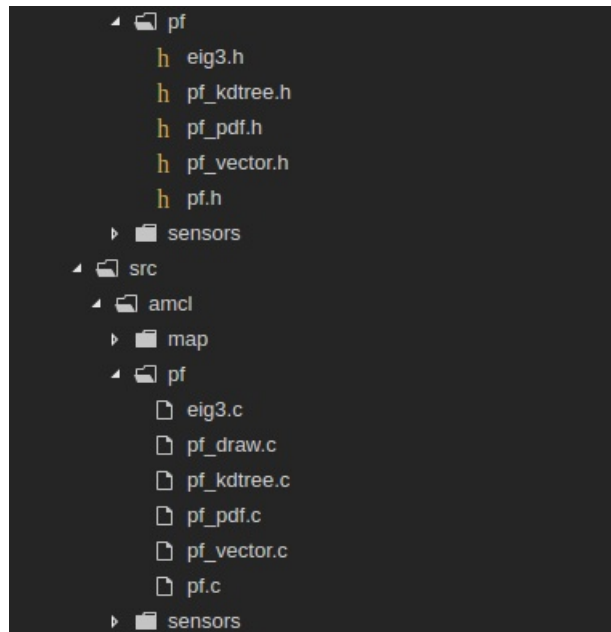 pf
eig3.h
pf_kdtree.h
pf_pdf.h
pf_vector.h
pf.h
sensors
src
amcl
map
pf
eig3.c
pf_draw.c
pf_kdtree.c
pf_pdf.c
pf_vector.c
pf.c
sensors